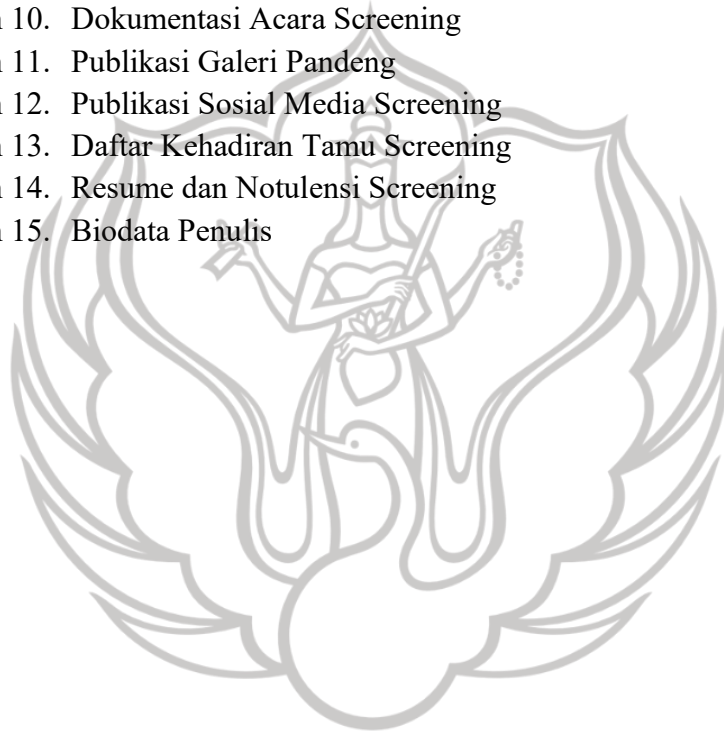 n 10. Dokumentasi Acara Screening
n 11. Publikasi Galeri Pandeng
n 12. Publikasi Sosial Media Screening
n 13. Daftar Kehadiran Tamu Screening
n 14. Resume dan Notulensi Screening
n 15. Biodata Penulis